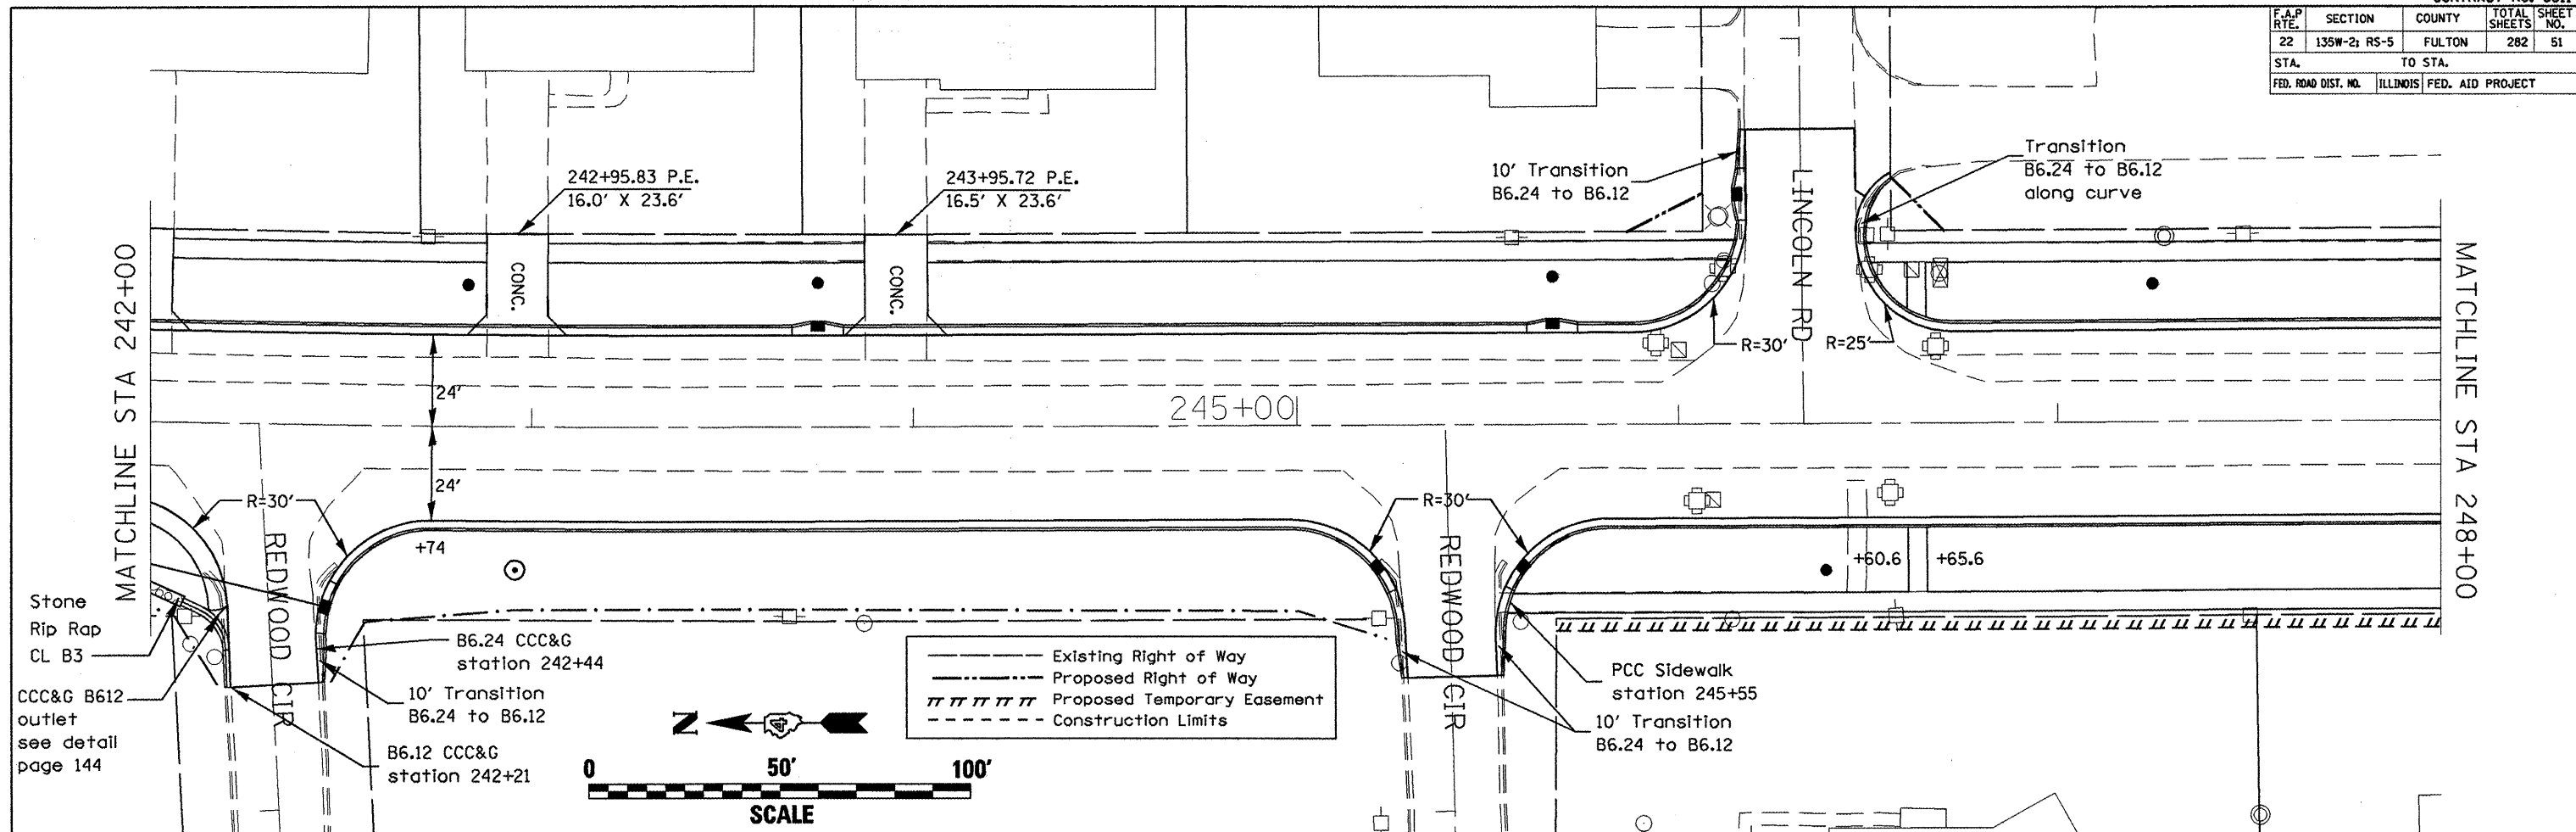 F.A.P RTE. SECTION COUNTY TOTAL SHEETS SHEET NO.
22 135W-2; RS-5 FULTON 282 51
STA. TO STA.
FED. ROAD DIST. NO. ILLINOIS FED. AID PROJECT
242+95.83 P.E.
16.0' X 23.6'
243+95.72 P.E.
16.5' X 23.6'
10' Transition
B6.24 to B6.12
Transition
B6.24 to B6.12
along curve
LINCOLN RD
CONC.
CONC.
MATCHLINE STA 242+00
MATCHLINE STA 248+00
R=30'
R=25'
24'
245+00
24'
R=30'
R=30'
+74
REDWOOD CIR
REDWOOD CIR
+60.6
+65.6
Stone
Rip Rap
CL B3
CCC&G B612
outlet
see detail
page 144
B6.24 CCC&G
station 242+44
10' Transition
B6.24 to B6.12
B6.12 CCC&G
station 242+21
Existing Right of Way
Proposed Right of Way
Proposed Temporary Easement
Construction Limits
PCC Sidewalk
station 245+55
10' Transition
B6.24 to B6.12
N
0 50' 100'
SCALE